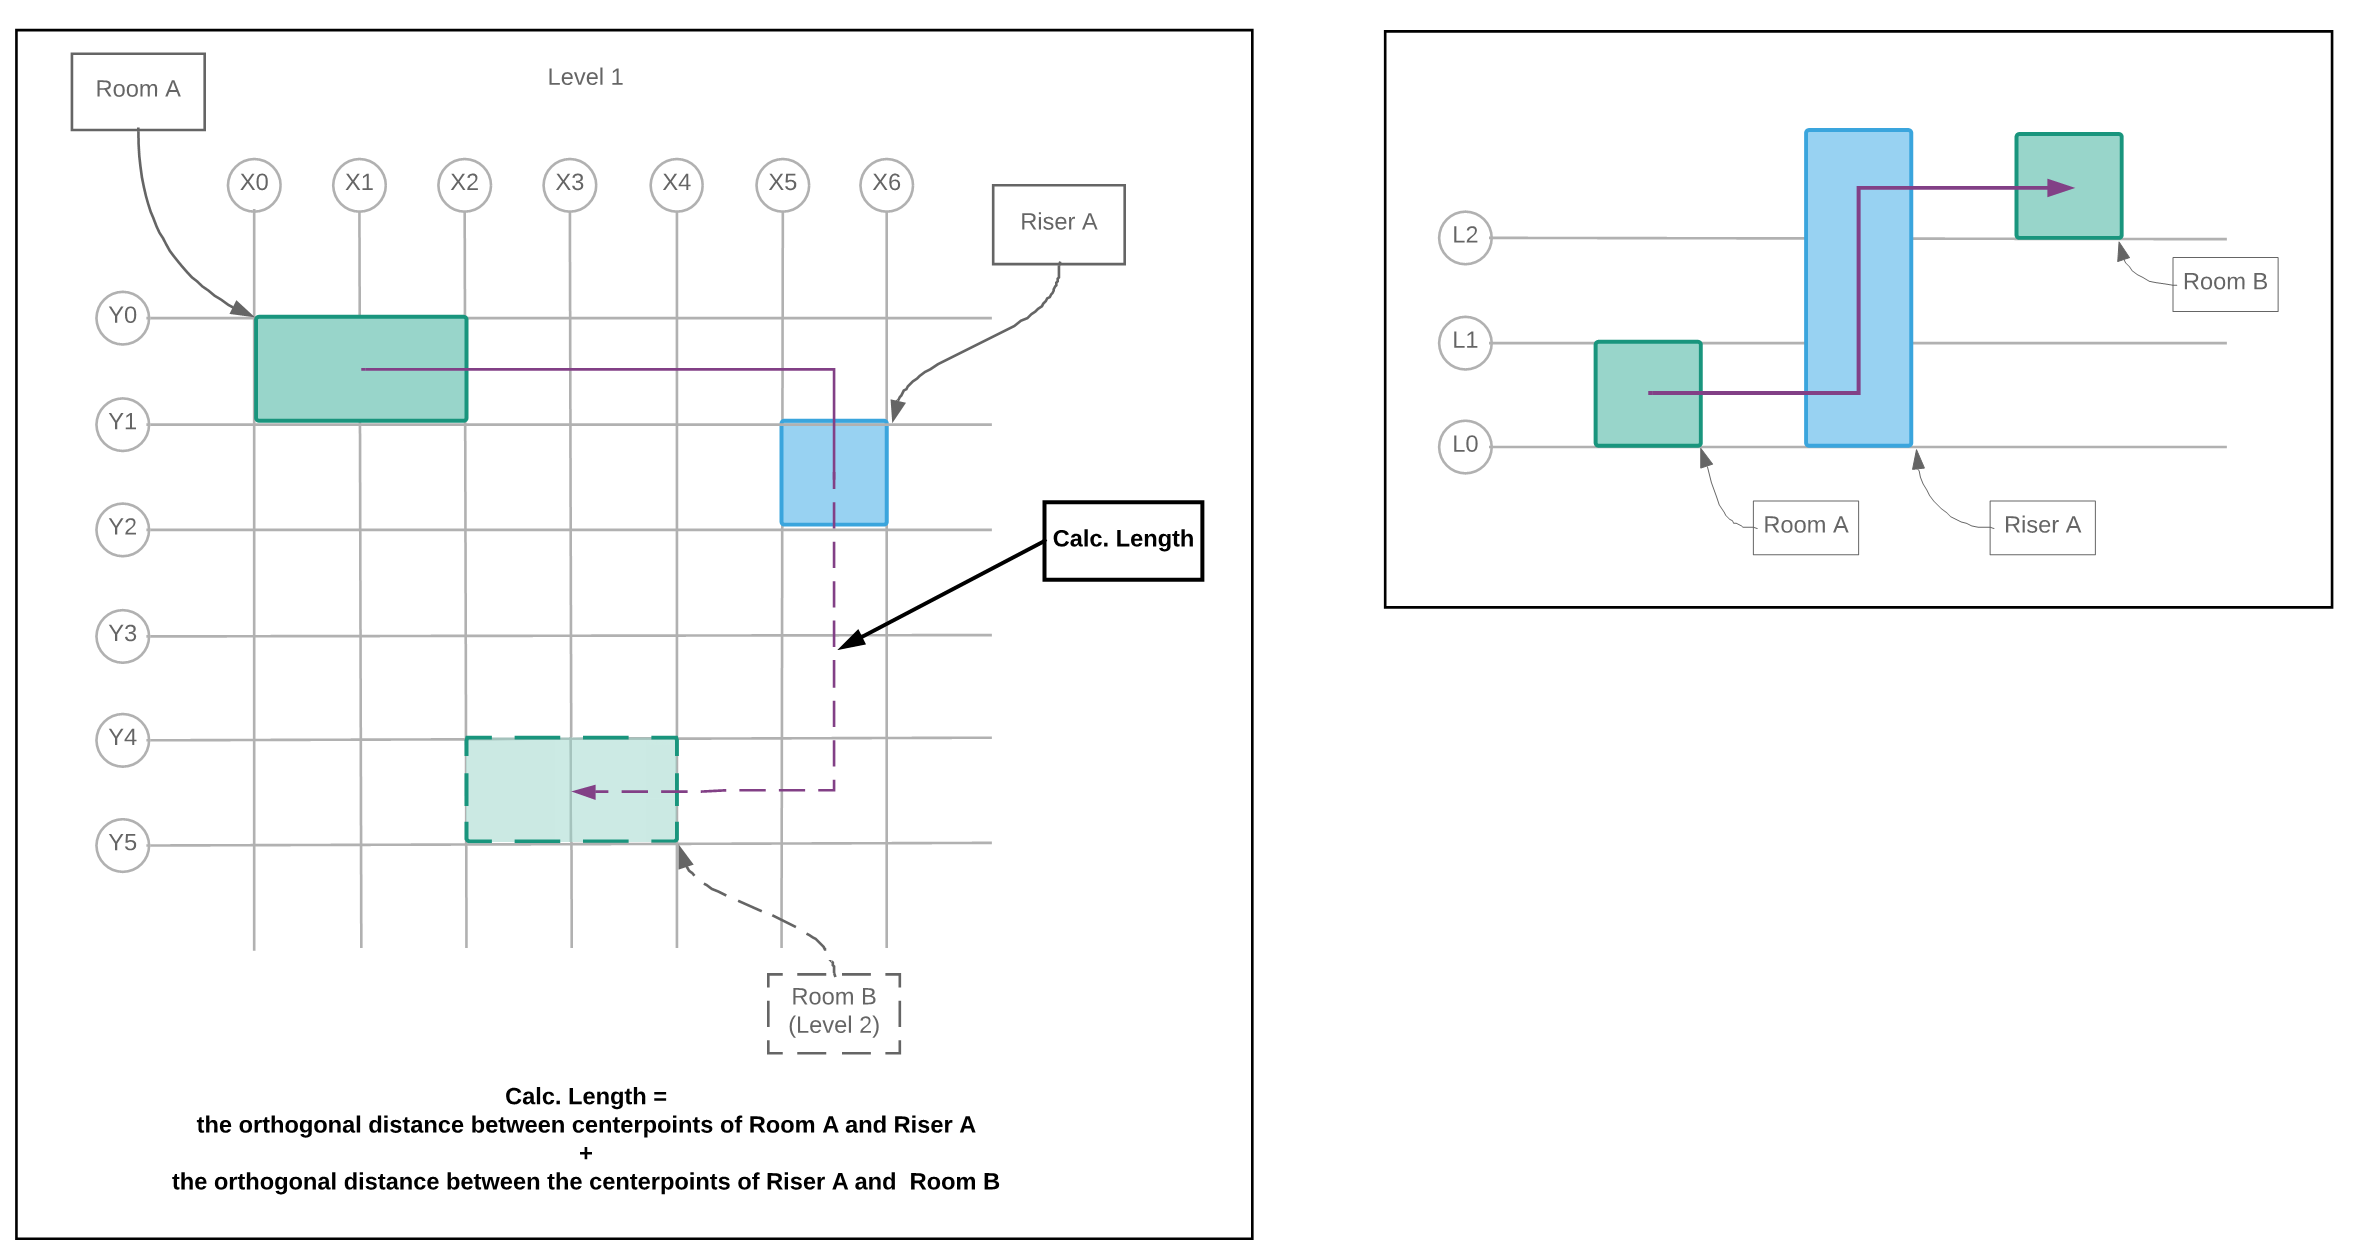 Room A
Level 1
X0
X1
X2
X3
X4
X5
X6
Riser A
Y0
Y1
Y2
Y3
Y4
Y5
Calc. Length
Room B
(Level 2)
Calc. Length =
the orthogonal distance between centerpoints of Room A and Riser A
+
the orthogonal distance between the centerpoints of Riser A and  Room B
L2
Room B
L1
L0
Room A
Riser A